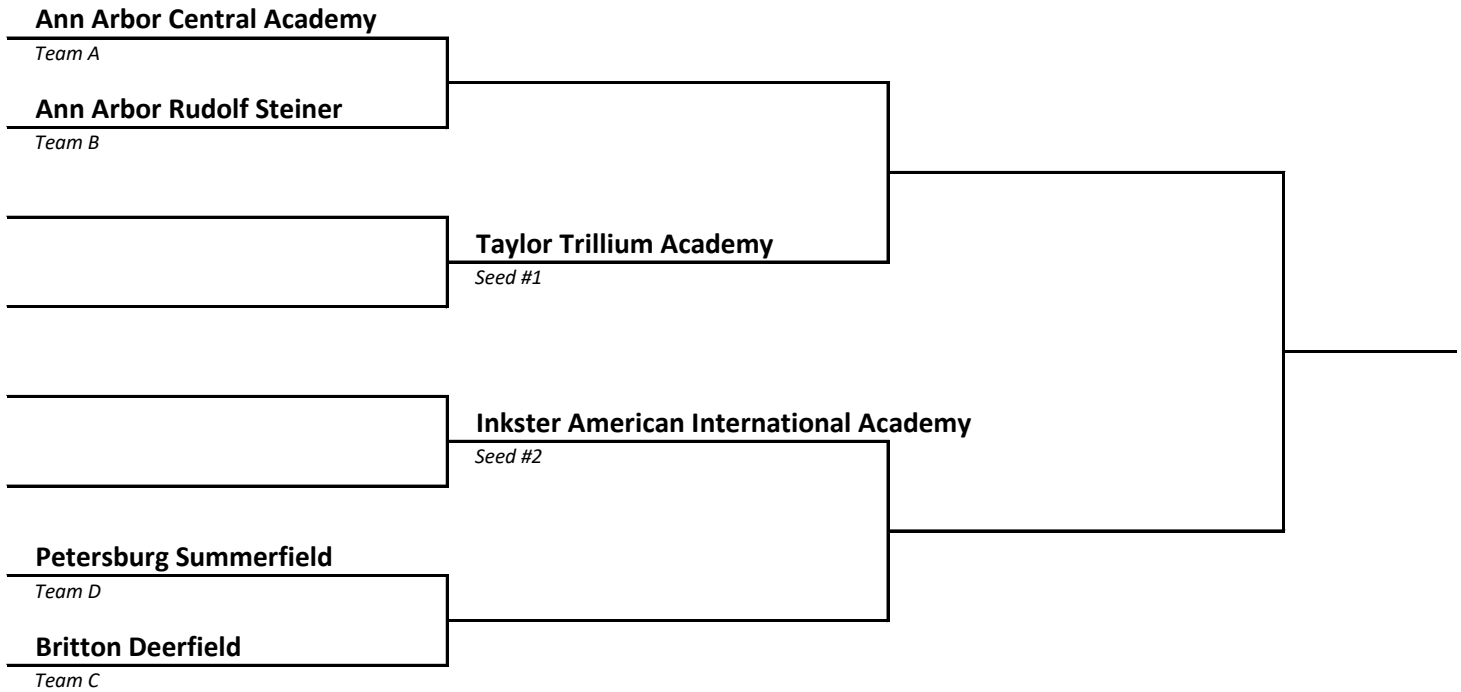 Ann Arbor Central Academy
Team A
Ann Arbor Rudolf Steiner
Team B
Taylor Trillium Academy
Seed #1
Inkster American International Academy
Seed #2
Petersburg Summerfield
Team D
Britton Deerfield
Team C